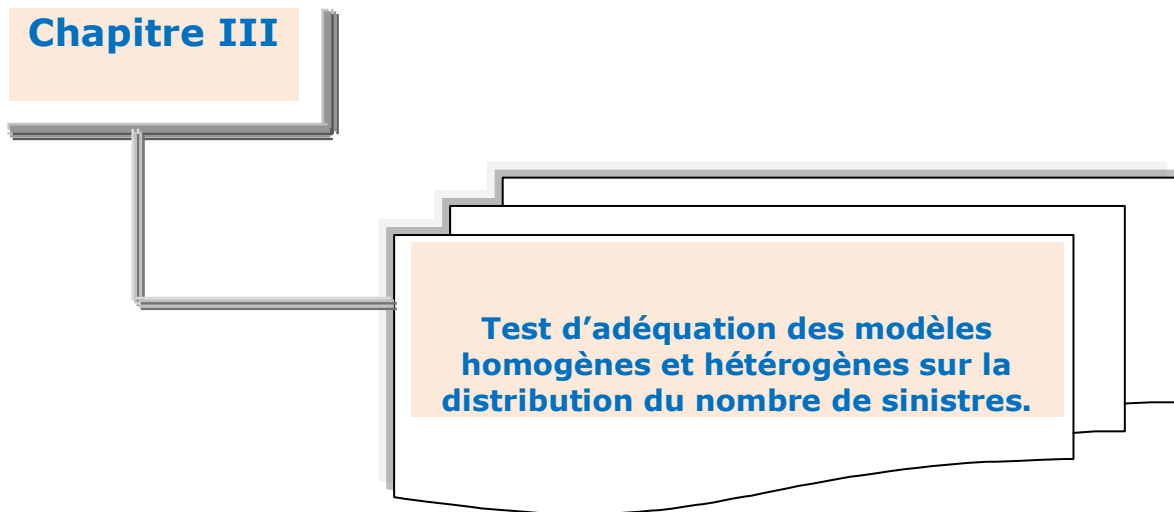 Chapitre III
Test d’adéquation des modèles
homogènes et hétérogènes sur la
distribution du nombre de sinistres.